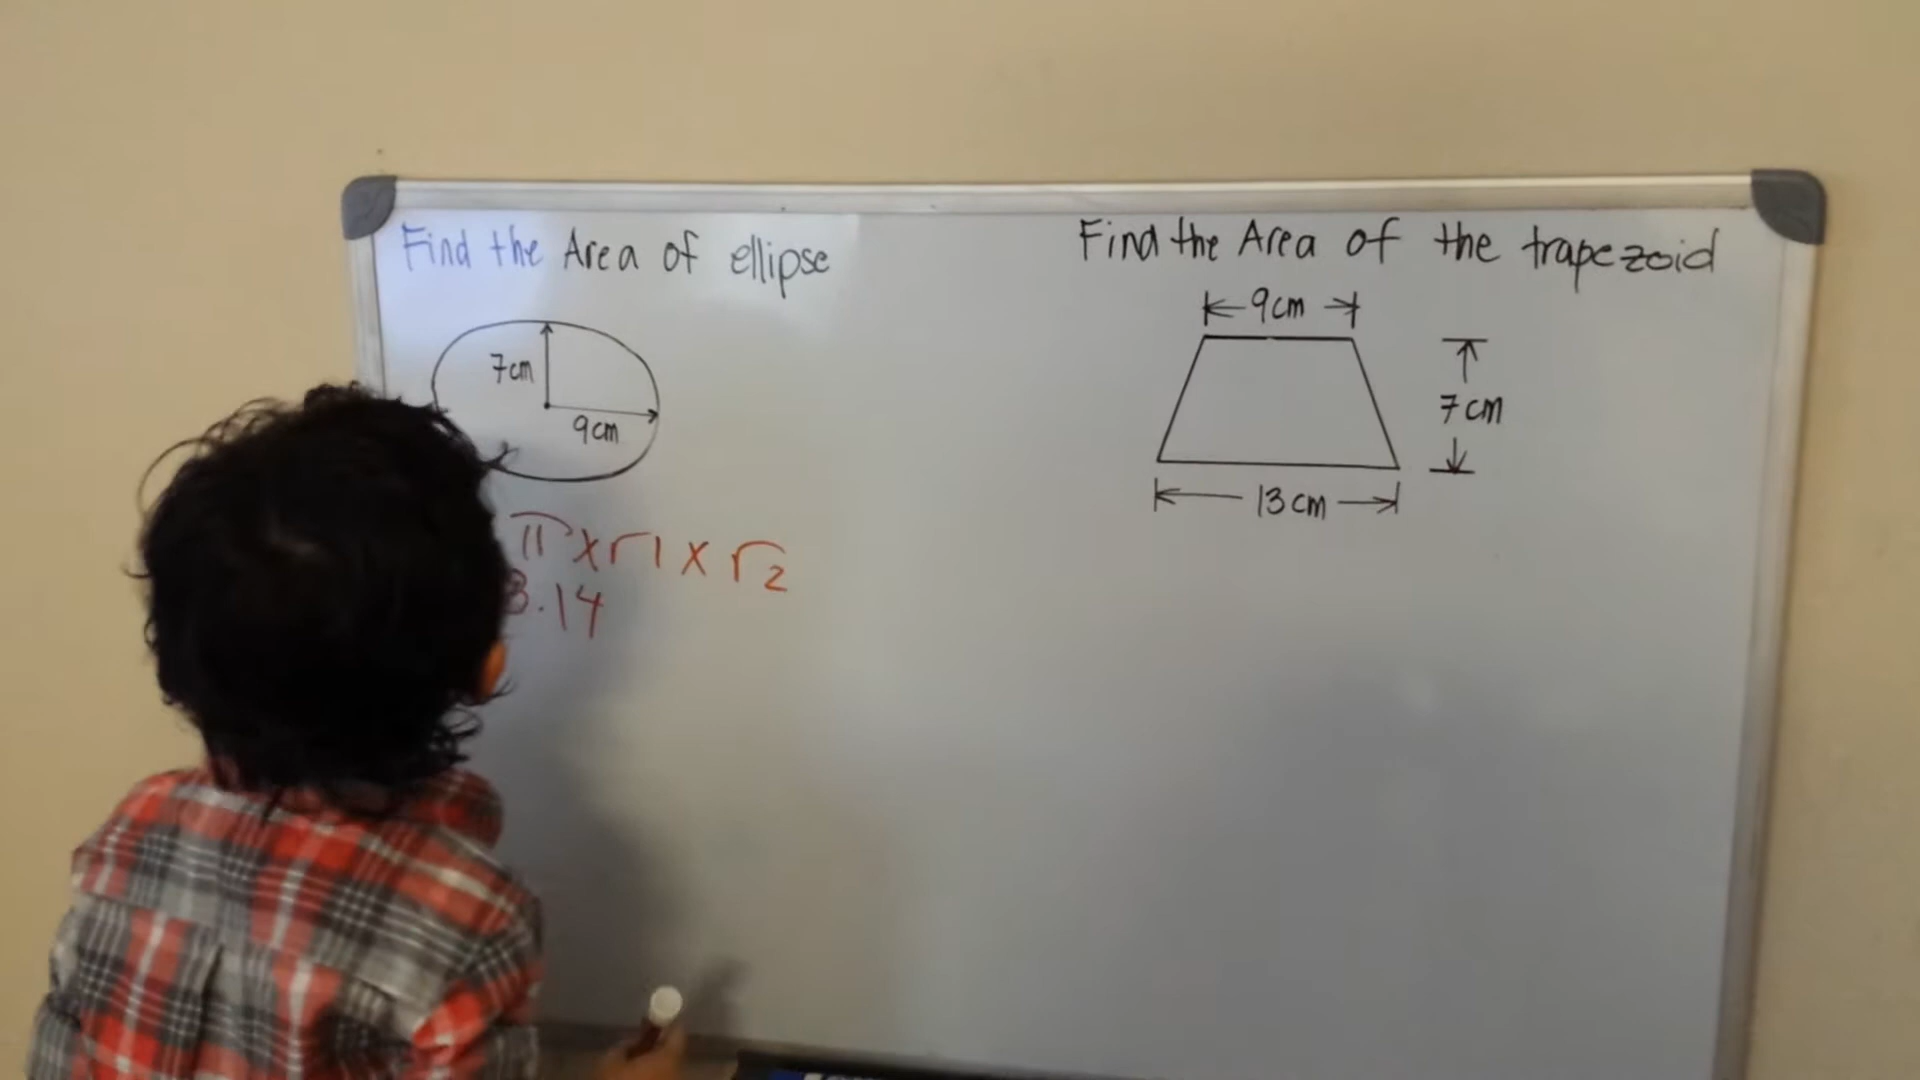 Find the Area of ellipse
7cm
9cm
π x r1 x r2
3.14
Find the Area of the trapezoid
9cm
7cm
13cm